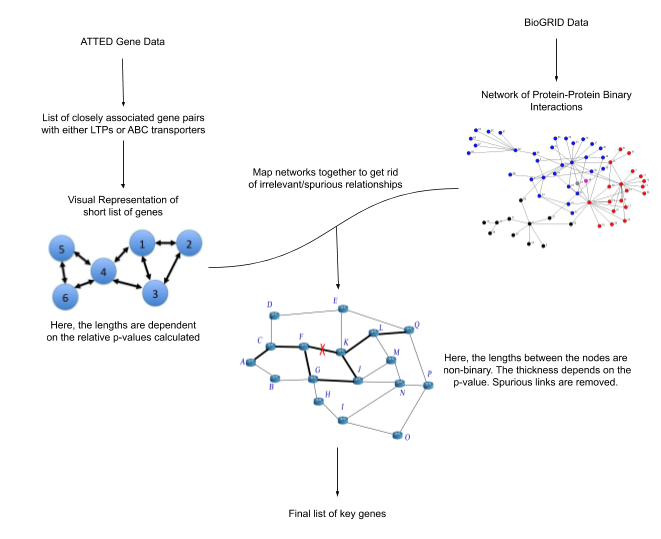 ATTED Gene Data
BioGRID Data
List of closely associated gene pairs
with either LTPs or ABC transporters
Network of Protein-Protein Binary
Interactions
Map networks together to get rid
of irrelevant/spurious relationships
Visual Representation of
short list of genes
5
1
2
4
6
3
Here, the lengths are dependent
on the relative p-values calculated
D
E
C
F
K
L
Q
X
A
B
G
J
M
N
P
H
I
O
Here, the lengths between the nodes are
non-binary. The thickness depends on the
p-value. Spurious links are removed.
Final list of key genes